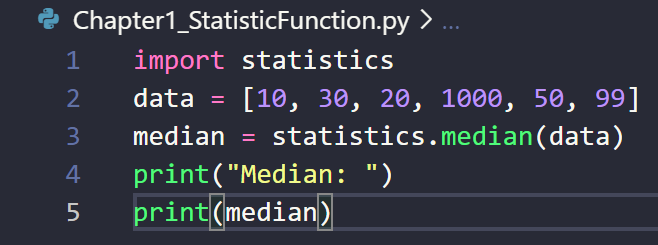 Chapter1_StatisticFunction.py > ...
1 import statistics
2 data = [10, 30, 20, 1000, 50, 99]
3 median = statistics.median(data)
4 print("Median: ")
5 print(median)